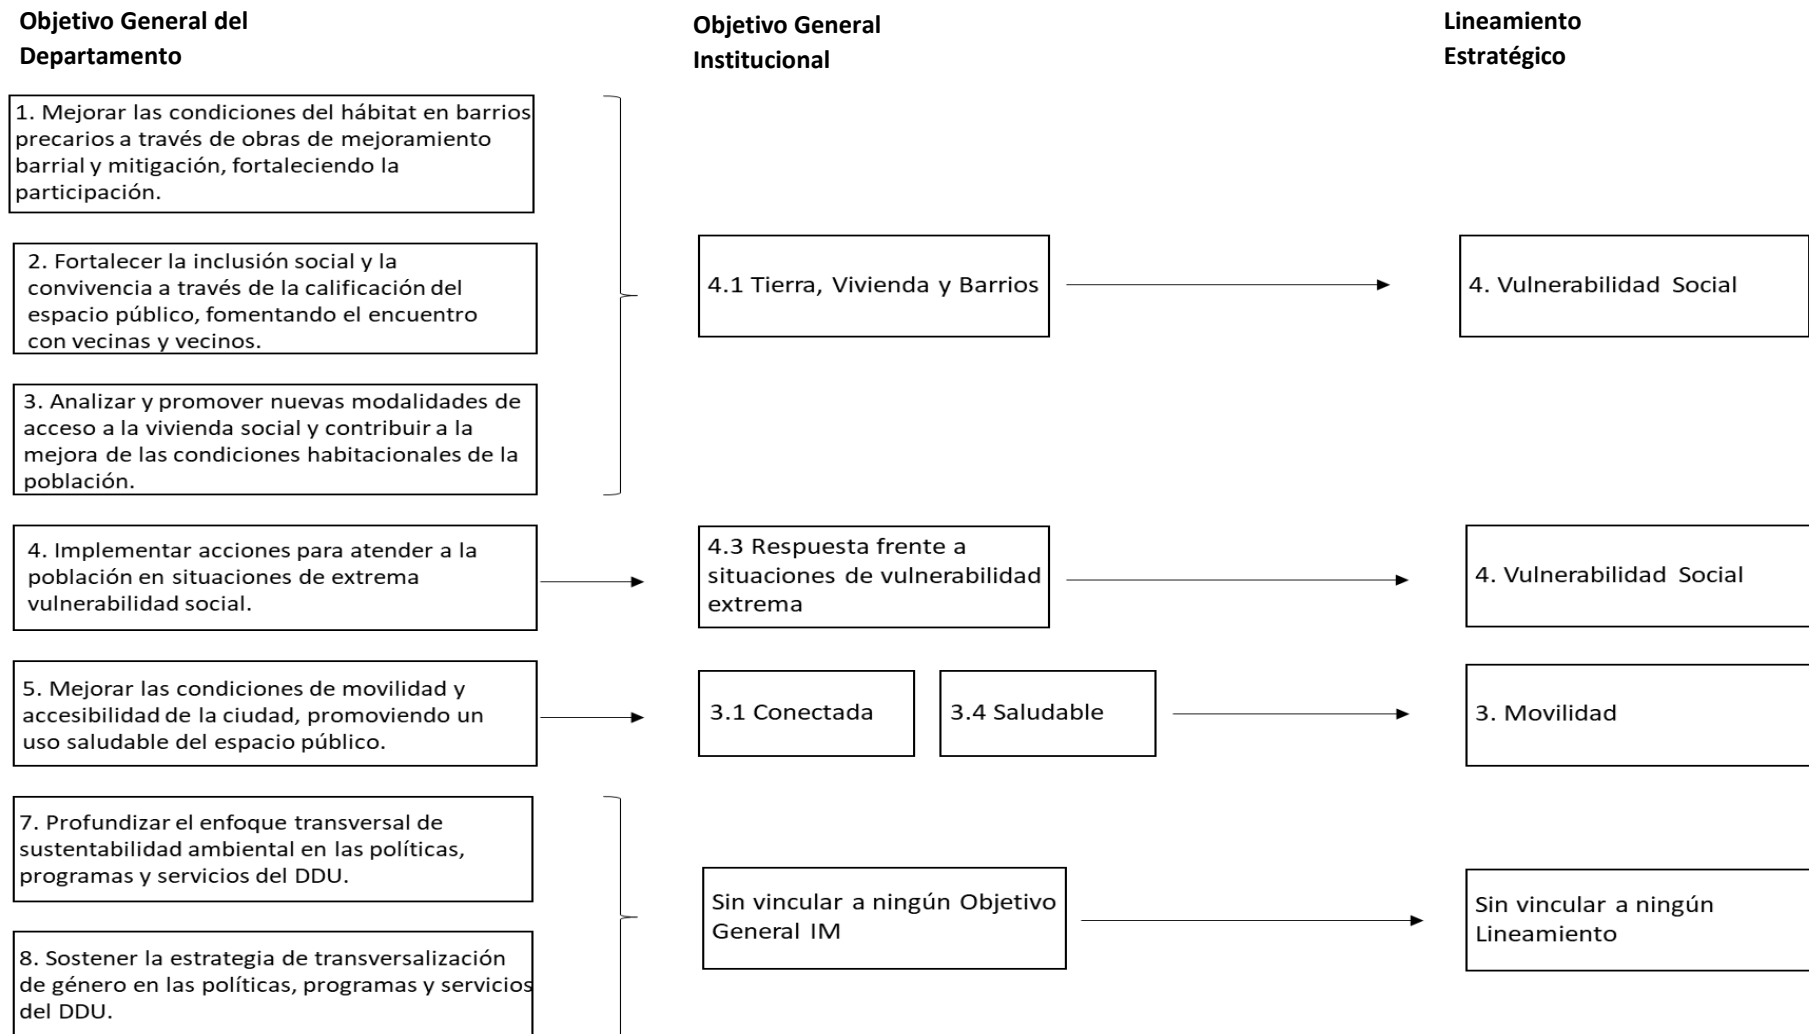 Objetivo General del
Departamento
Objetivo General
Institucional
Lineamiento
Estratégico
1. Mejorar las condiciones del hábitat en barrios
precarios a través de obras de mejoramiento
barrial y mitigación, fortaleciendo la
participación.
2. Fortalecer la inclusión social y la
convivencia a través de la calificación del
espacio público, fomentando el encuentro
con vecinas y vecinos.
3. Analizar y promover nuevas modalidades de
acceso a la vivienda social y contribuir a la
mejora de las condiciones habitacionales de la
población.
4.1 Tierra, Vivienda y Barrios
4. Vulnerabilidad Social
4. Implementar acciones para atender a la
población en situaciones de extrema
vulnerabilidad social.
4.3 Respuesta frente a
situaciones de vulnerabilidad
extrema
4. Vulnerabilidad Social
5. Mejorar las condiciones de movilidad y
accesibilidad de la ciudad, promoviendo un
uso saludable del espacio público.
3.1 Conectada
3.4 Saludable
3. Movilidad
7. Profundizar el enfoque transversal de
sustentabilidad ambiental en las políticas,
programas y servicios del DDU.
8. Sostener la estrategia de transversalización
de género en las políticas, programas y servicios
del DDU.
Sin vincular a ningún Objetivo
General IM
Sin vincular a ningún
Lineamiento